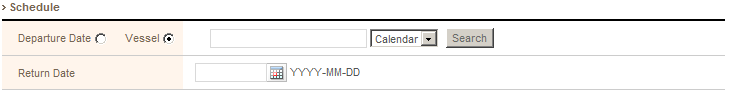 › Schedule
Departure Date Vessel Calendar Search
Return Date YYYY-MM-DD